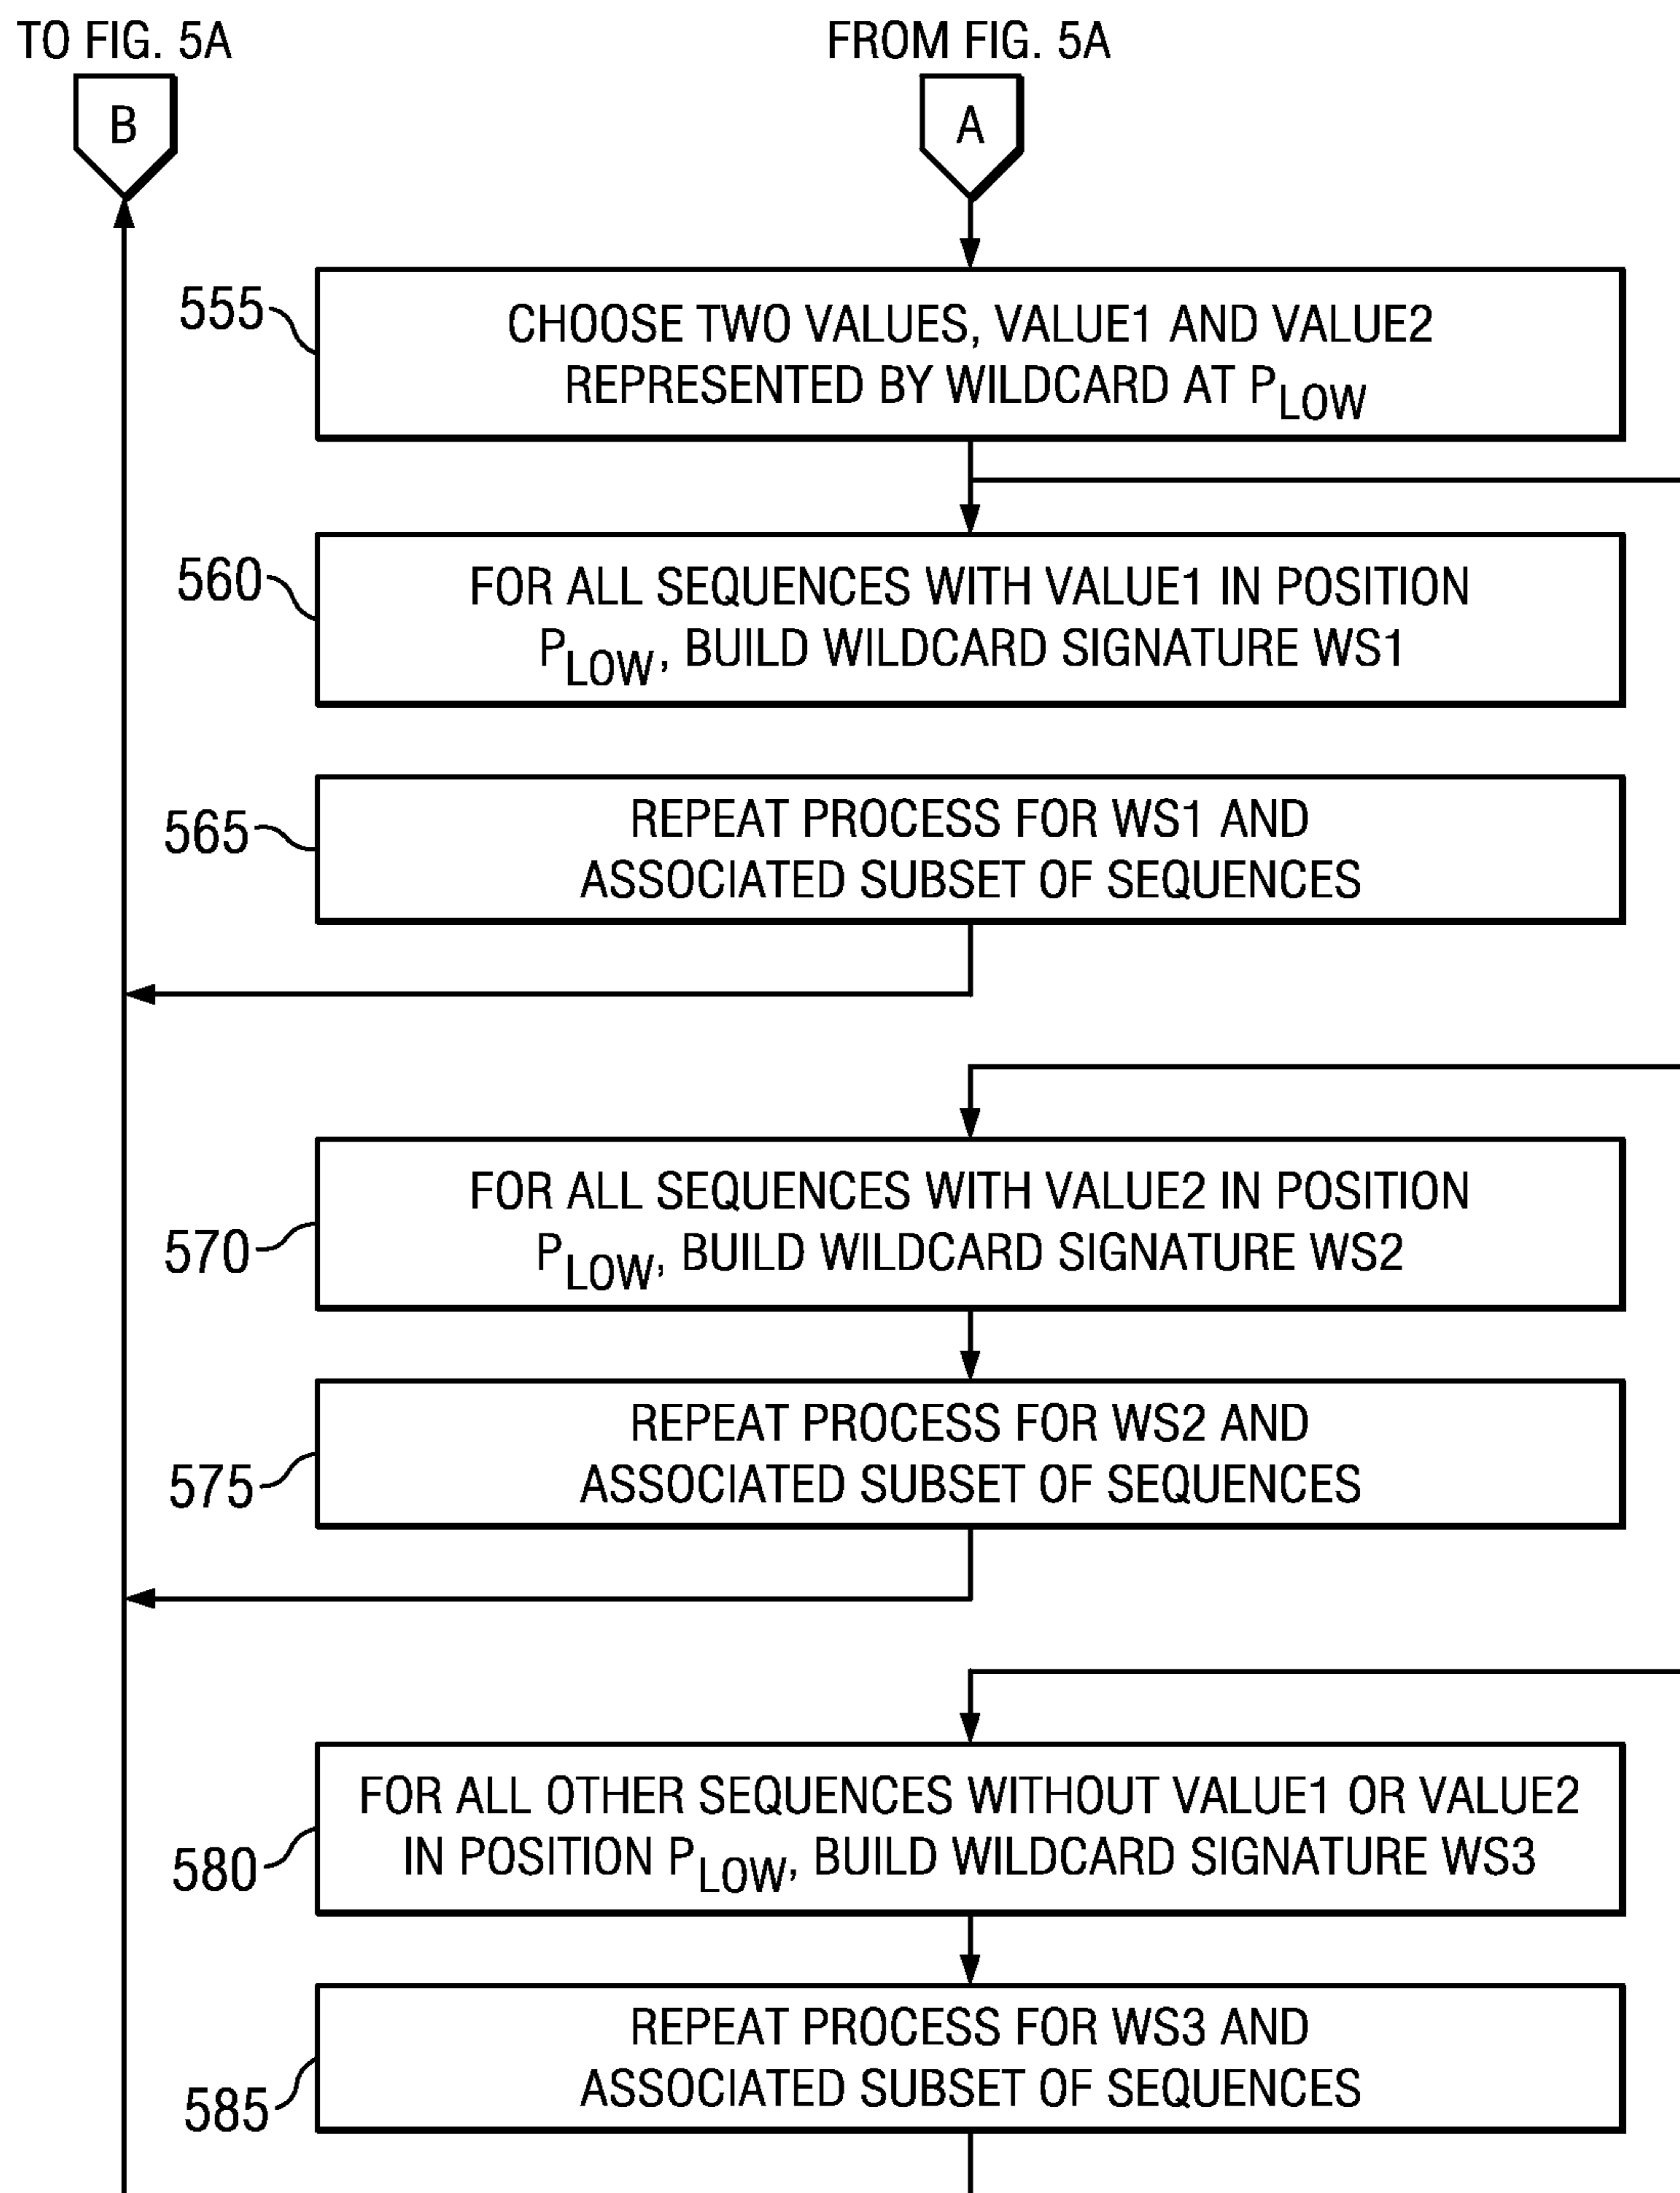 TO FIG. 5A
FROM FIG. 5A
B
A
555
CHOOSE TWO VALUES, VALUE1 AND VALUE2
REPRESENTED BY WILDCARD AT PLOW
560
FOR ALL SEQUENCES WITH VALUE1 IN POSITION
PLOW, BUILD WILDCARD SIGNATURE WS1
565
REPEAT PROCESS FOR WS1 AND
ASSOCIATED SUBSET OF SEQUENCES
570
FOR ALL SEQUENCES WITH VALUE2 IN POSITION
PLOW, BUILD WILDCARD SIGNATURE WS2
575
REPEAT PROCESS FOR WS2 AND
ASSOCIATED SUBSET OF SEQUENCES
580
FOR ALL OTHER SEQUENCES WITHOUT VALUE1 OR VALUE2
IN POSITION PLOW, BUILD WILDCARD SIGNATURE WS3
585
REPEAT PROCESS FOR WS3 AND
ASSOCIATED SUBSET OF SEQUENCES